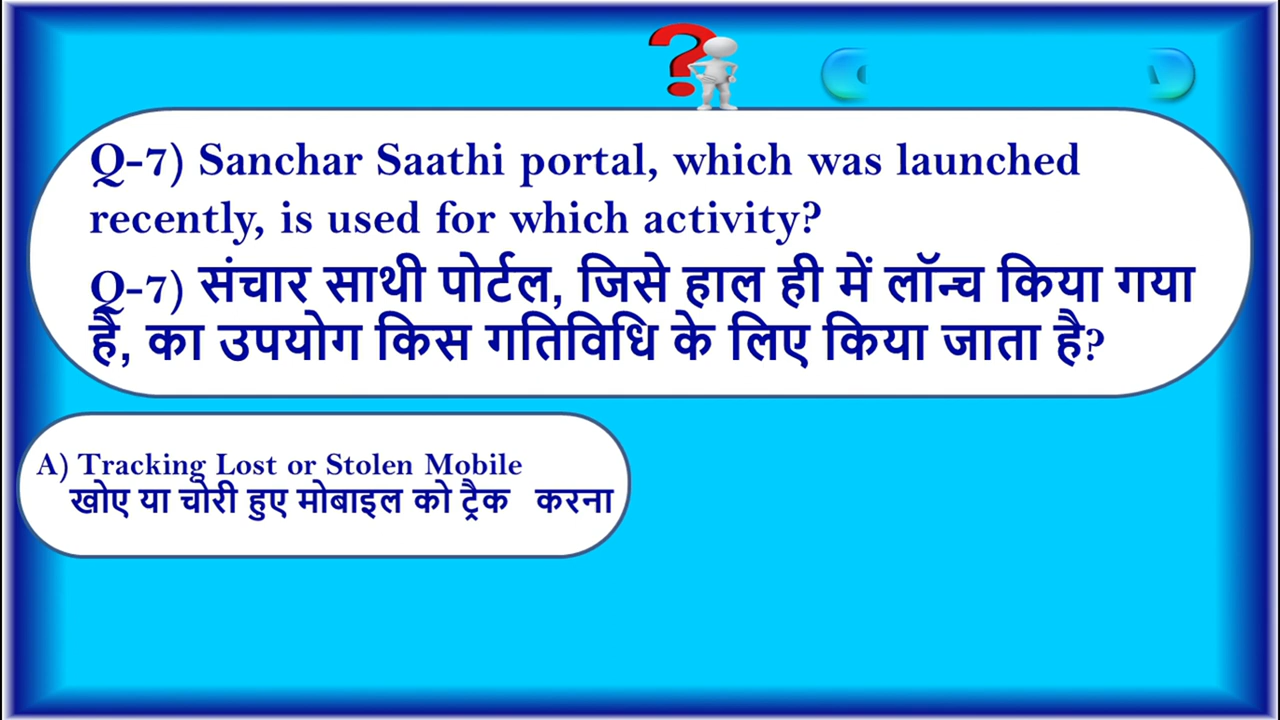 Q-7) Sanchar Saathi portal, which was launched
recently, is used for which activity?
Q-7) संचार साथी पोर्टल, जिसे हाल ही में लॉन्च किया गया
है, का उपयोग किस गतिविधि के लिए किया जाता है?
A) Tracking Lost or Stolen Mobile
खोए या चोरी हुए मोबाइल को ट्रैक करना